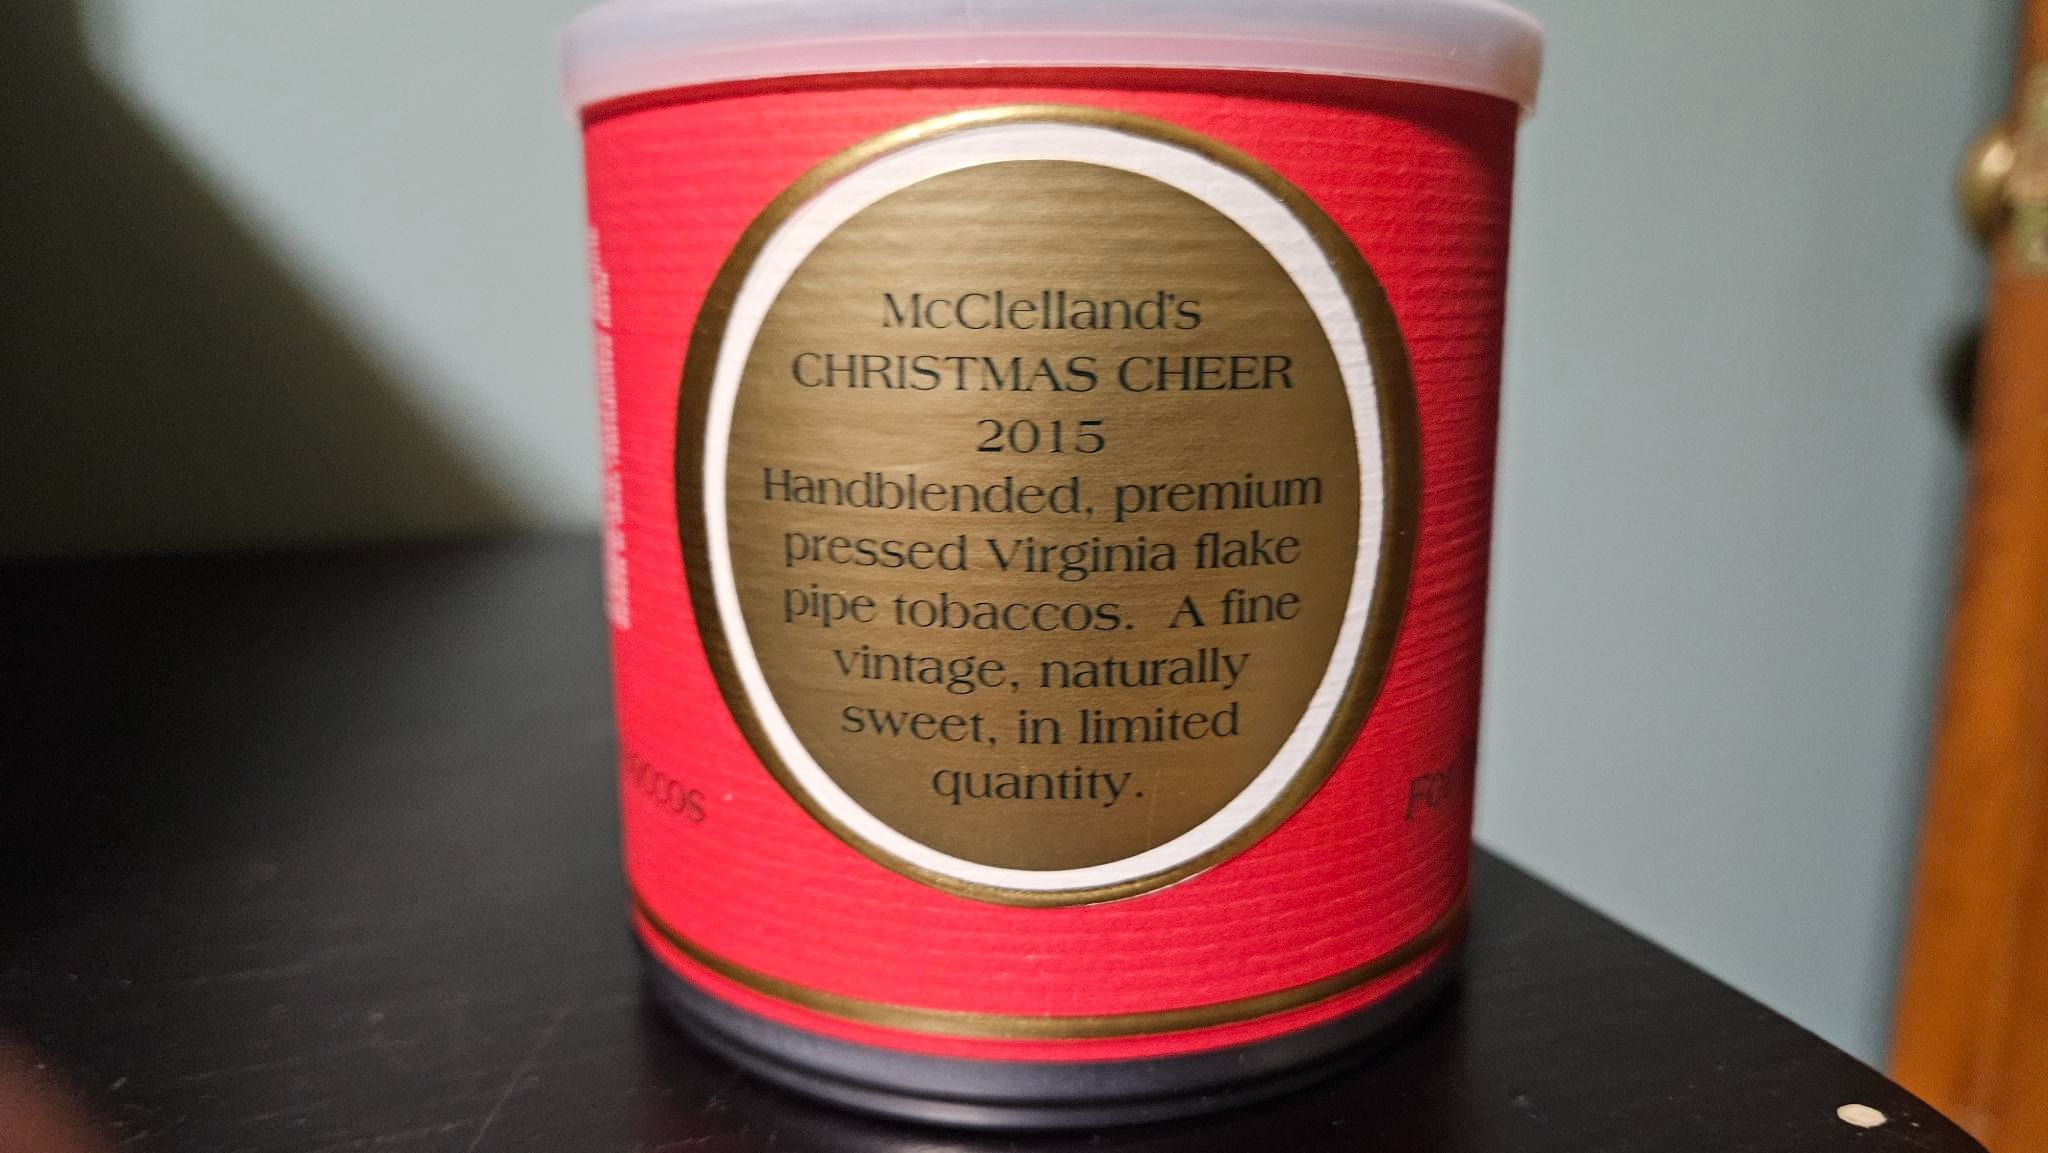 McClelland's
CHRISTMAS CHEER
2015
Handblended, premium
pressed Virginia flake
pipe tobaccos.  A fine
vintage, naturally
sweet, in limited
quantity.